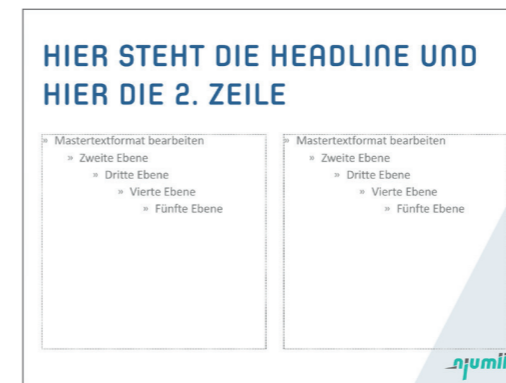 HIER STEHT DIE HEADLINE UND
HIER DIE 2. ZEILE
» Mastertextformat bearbeiten
» Zweite Ebene
» Dritte Ebene
» Vierte Ebene
» Fünfte Ebene
» Mastertextformat bearbeiten
» Zweite Ebene
» Dritte Ebene
» Vierte Ebene
» Fünfte Ebene
njumii